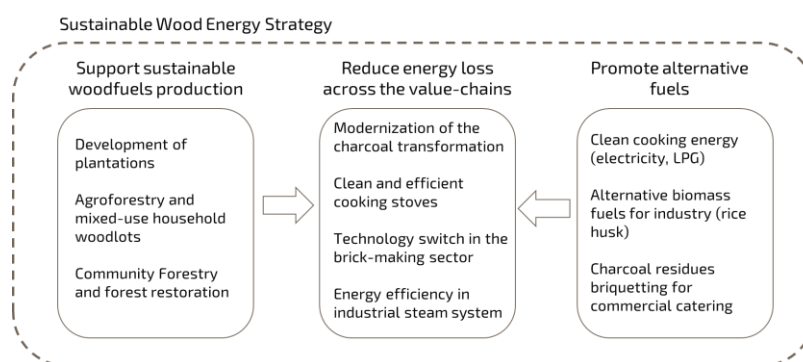 Sustainable Wood Energy Strategy
Support sustainable
woodfuels production
Development of
plantations
Agroforestry and
mixed-use household
woodlots
Community Forestry
and forest restoration
Reduce energy loss
across the value-chains
Modernization of the
charcoal transformation
Clean and efficient
cooking stoves
Technology switch in the
brick-making sector
Energy efficiency in
industrial steam system
Promote alternative
fuels
Clean cooking energy
(electricity, LPG)
Alternative biomass
fuels for industry (rice
husk)
Charcoal residues
briquetting for
commercial catering